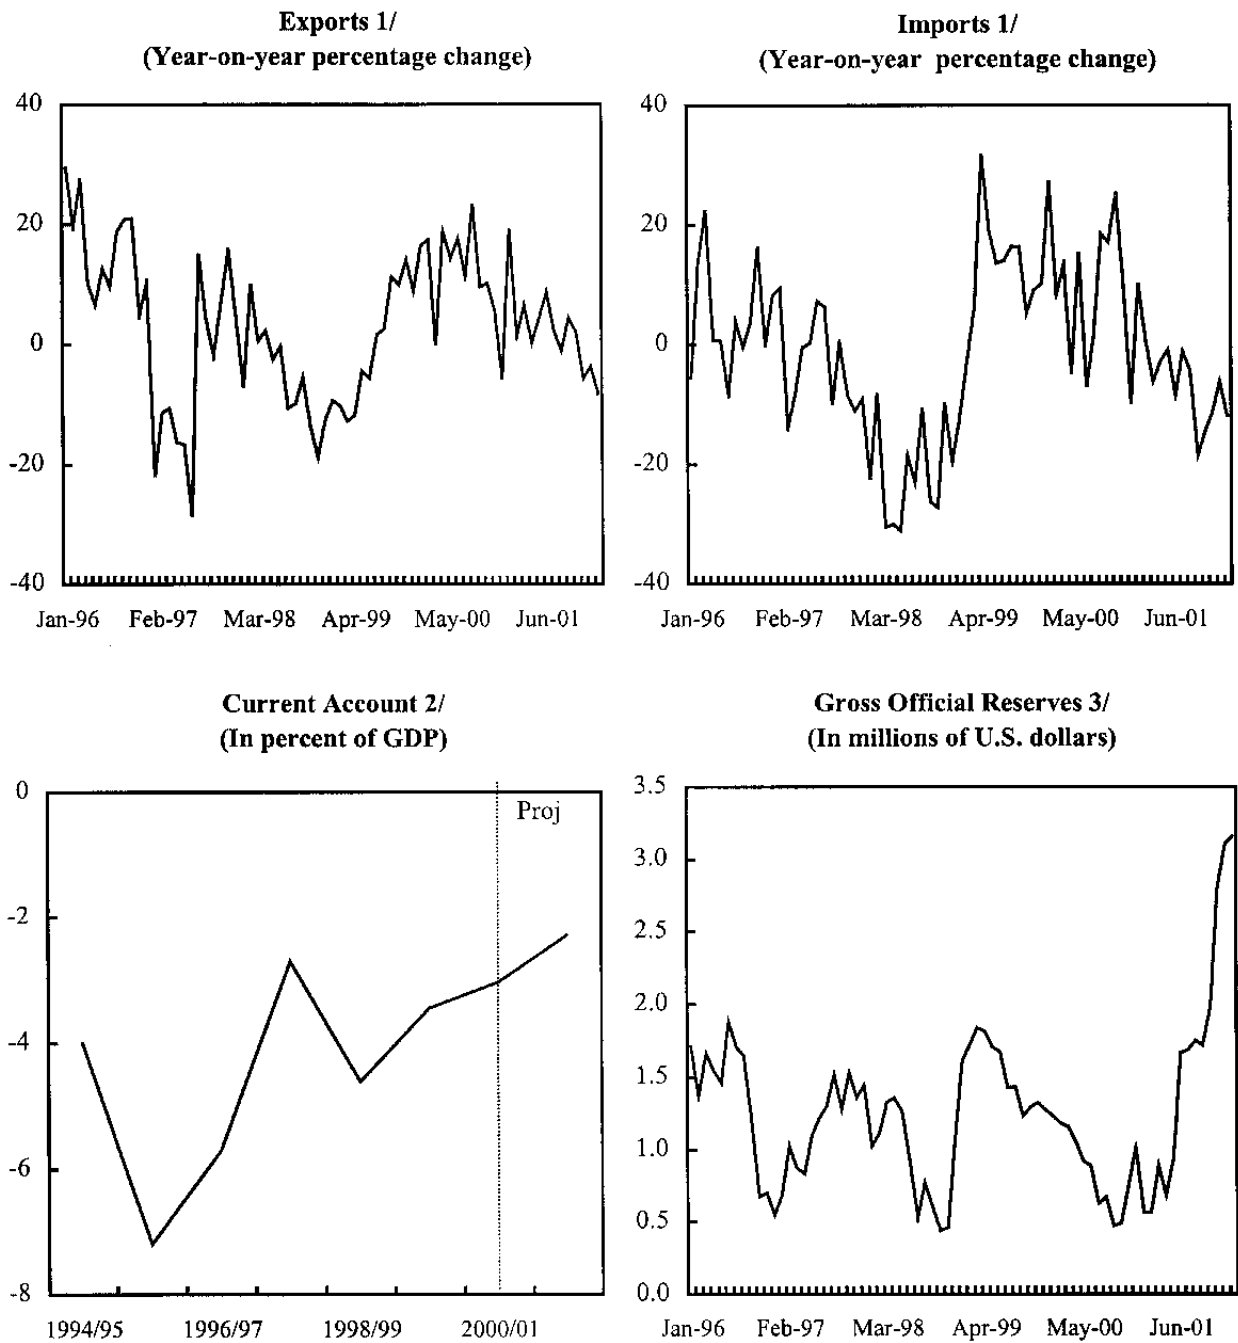 Exports 1/
(Year-on-year percentage change)
40
20
0
-20
-40
Jan-96 Feb-97 Mar-98 Apr-99 May-00 Jun-01
Imports 1/
(Year-on-year percentage change)
40
20
0
-20
-40
Jan-96 Feb-97 Mar-98 Apr-99 May-00 Jun-01
Current Account 2/
(In percent of GDP)
0
-2
-4
-6
-8
Proj
1994/95 1996/97 1998/99 2000/01
Gross Official Reserves 3/
(In millions of U.S. dollars)
3.5
3.0
2.5
2.0
1.5
1.0
0.5
0.0
Jan-96 Feb-97 Mar-98 Apr-99 May-00 Jun-01